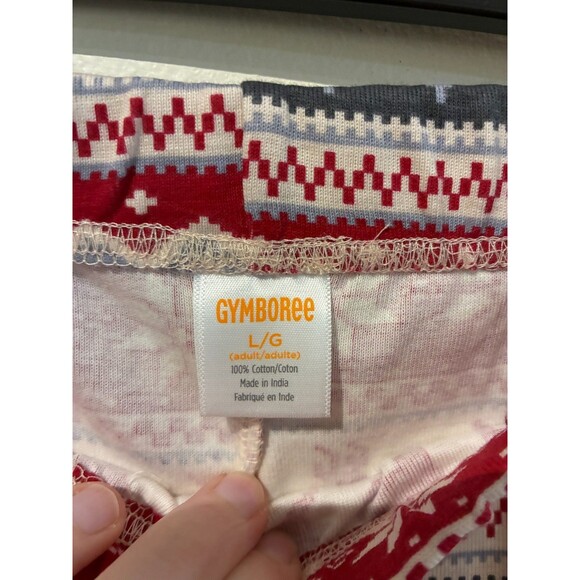 GYMBOREE
L/G
(adult/adulte)
100% Cotton/Coton
Made in India
Fabriqué en Inde